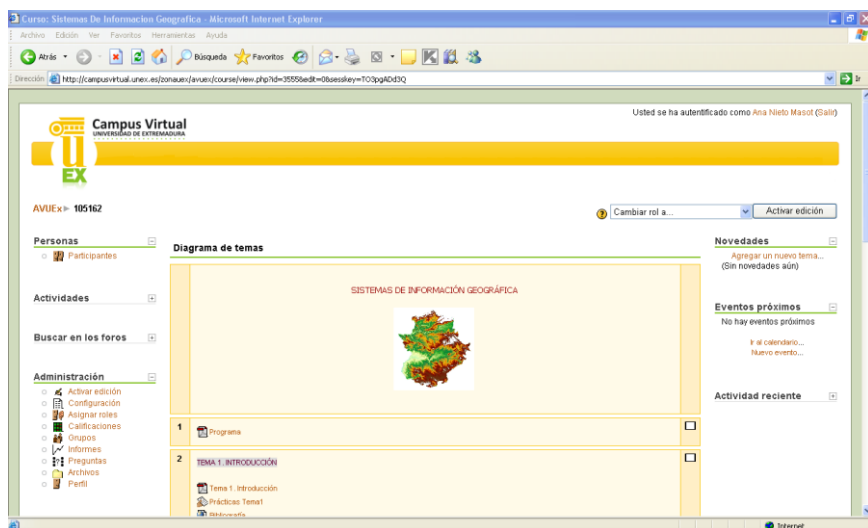 Curso: Sistemas De Informacion Geografica - Microsoft Internet Explorer
Archivo Edición Ver Favoritos Herramientas Ayuda
Atrás Búsqueda Favoritos
Dirección http://campusvirtual.unex.es/zonauex/avuex/course/view.php?id=3555&edit=0&sesskey=TO3pgADd3Q Ir
Usted se ha autentificado como Ana Nieto Masot (Salir)
Campus Virtual
UNIVERSIDAD DE EXTREMADURA
u
EX
AVUEx 105162
Cambiar rol a... Activar edición
Personas
Participantes
Actividades
Buscar en los foros
Administración
Activar edición
Configuración
Asignar roles
Calificaciones
Grupos
Informes
Preguntas
Archivos
Perfil
Diagrama de temas
SISTEMAS DE INFORMACIÓN GEOGRÁFICA
1 Programa
2 TEMA 1. INTRODUCCIÓN
Tema 1. Introducción
Prácticas Tema1
Bibliografía
Novedades
Agregar un nuevo tema...
(Sin novedades aún)
Eventos próximos
No hay eventos próximos
Ir al calendario...
Nuevo evento...
Actividad reciente
Internet